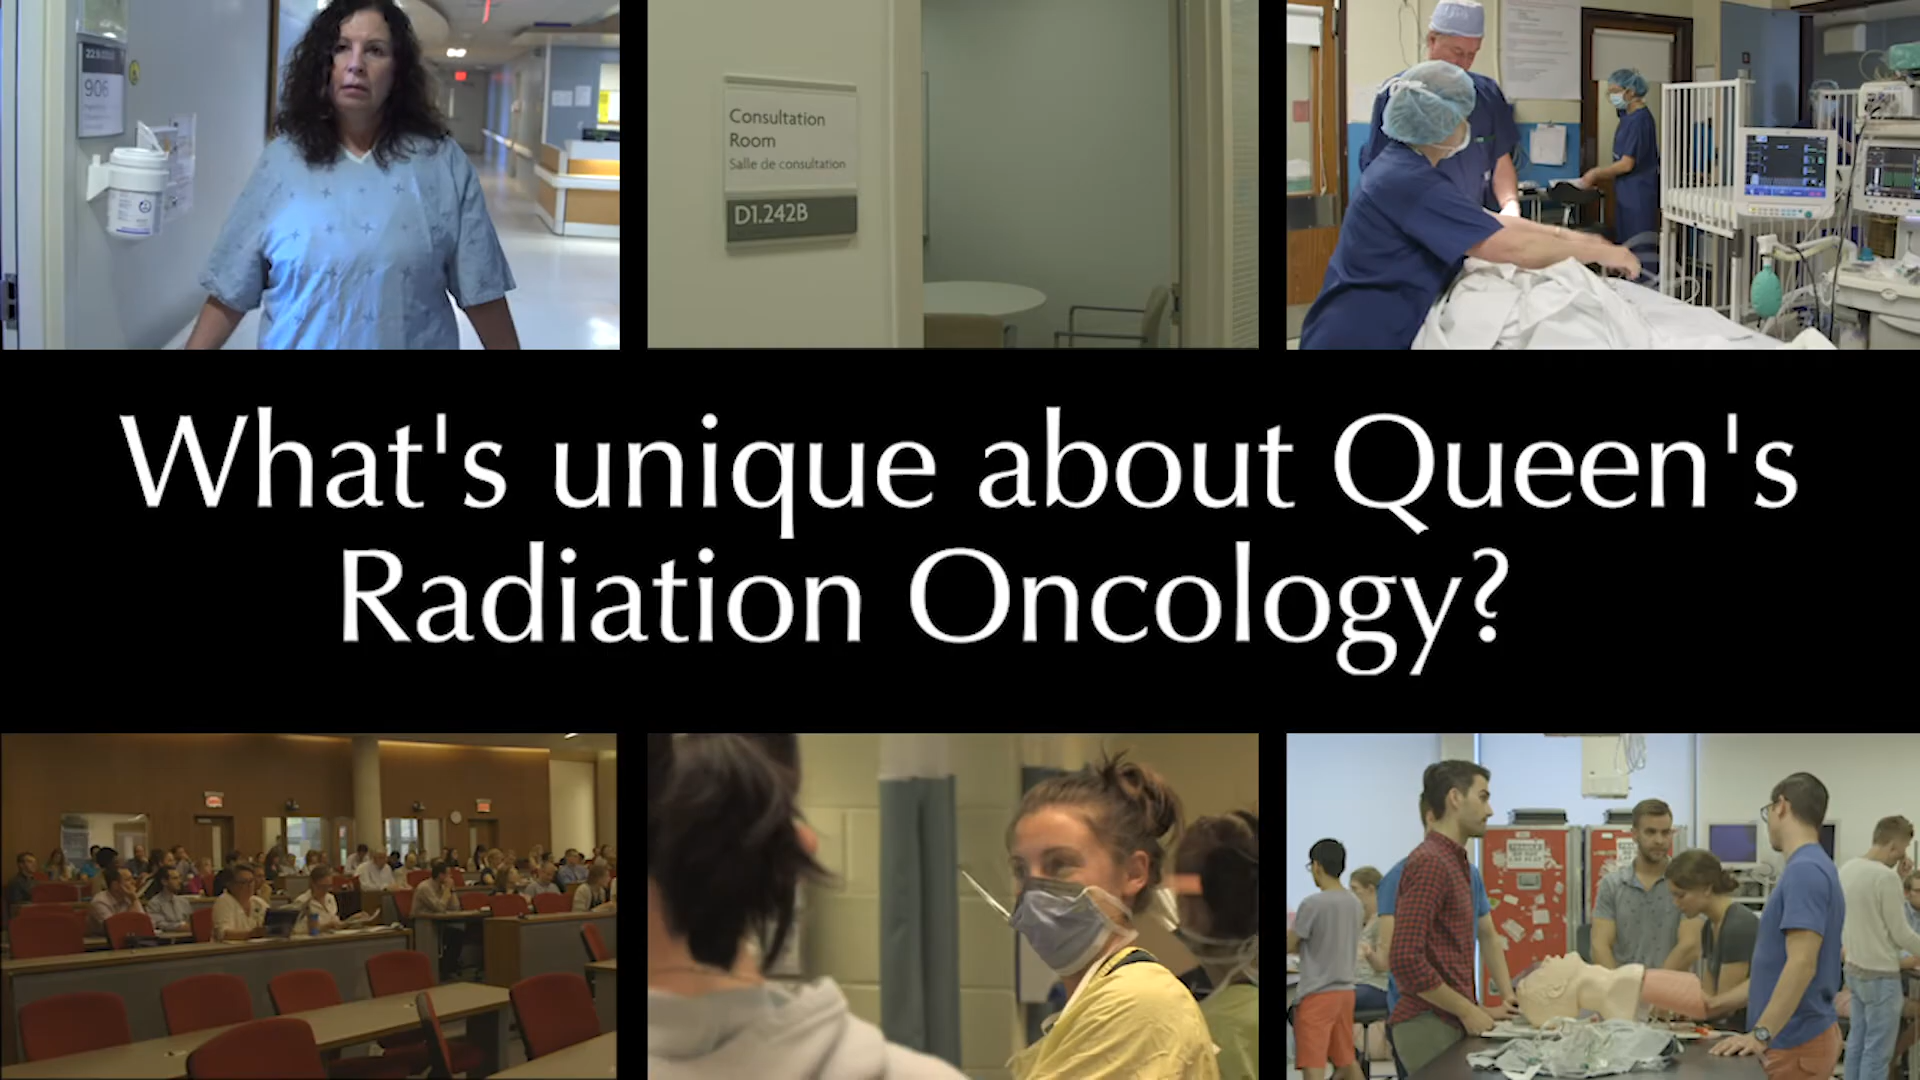 906
Consultation
Room
Salle de consultation
D1.242B
What's unique about Queen's
Radiation Oncology?